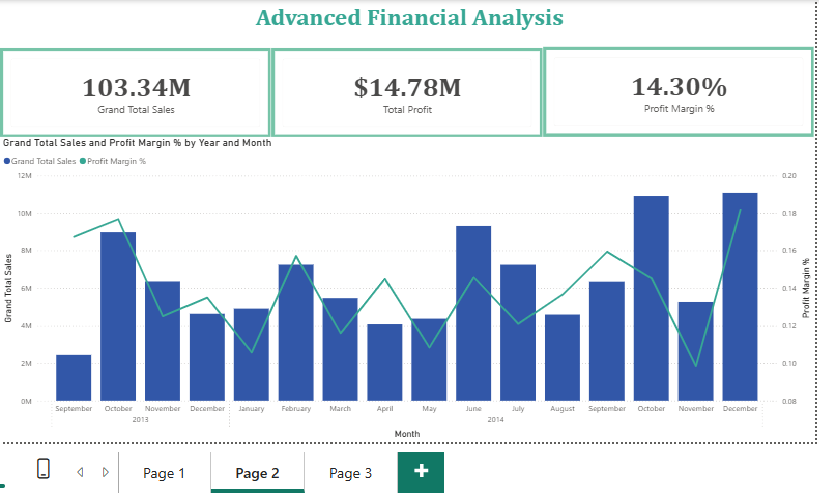 Advanced Financial Analysis
103.34M
Grand Total Sales
$14.78M
Total Profit
14.30%
Profit Margin %
Grand Total Sales and Profit Margin % by Year and Month
Grand Total Sales Profit Margin %
Grand Total Sales
12M
10M
8M
6M
4M
2M
0M
0.20
0.18
0.16
0.14
0.12
0.10
0.08
Profit Margin %
September October November December January February March April May June July August September October November December
2013 2014
Month
Page 1 Page 2 Page 3 +